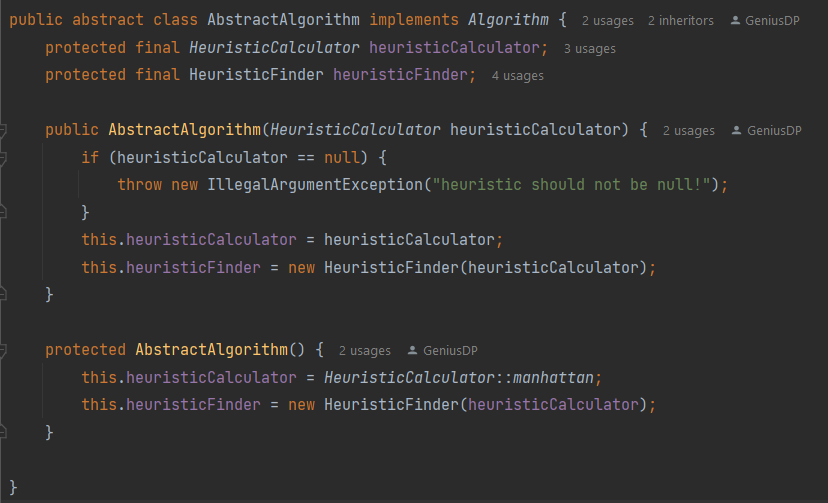 public abstract class AbstractAlgorithm implements Algorithm { 2 usages 2 inheritors GeniusDP
protected final HeuristicCalculator heuristicCalculator; 3 usages
protected final HeuristicFinder heuristicFinder; 4 usages
public AbstractAlgorithm(HeuristicCalculator heuristicCalculator) { 2 usages GeniusDP
if (heuristicCalculator == null) {
throw new IllegalArgumentException("heuristic should not be null!");
}
this.heuristicCalculator = heuristicCalculator;
this.heuristicFinder = new HeuristicFinder(heuristicCalculator);
}
protected AbstractAlgorithm() { 2 usages GeniusDP
this.heuristicCalculator = HeuristicCalculator::manhattan;
this.heuristicFinder = new HeuristicFinder(heuristicCalculator);
}
}